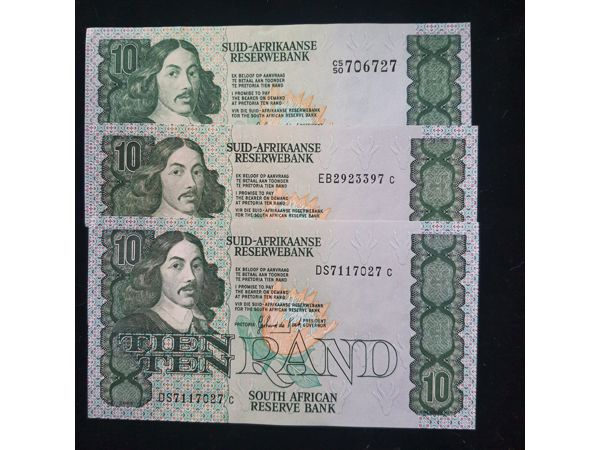 10
SUID-AFRIKAANSE
RESERWEBANK
C5/50 706727
EK BELOOF OP AANVRAAG
TE BETAAL AAN TOONDER
TE PRETORIA TIEN RAND
I PROMISE TO PAY
THE BEARER ON DEMAND
AT PRETORIA TEN RAND
VIR DIE SUID-AFRIKAANSE RESERWEBANK
FOR THE SOUTH AFRICAN RESERVE BANK
10
SUID-AFRIKAANSE
RESERWEBANK
EB2923397 C
EK BELOOF OP AANVRAAG
TE BETAAL AAN TOONDER
TE PRETORIA TIEN RAND
I PROMISE TO PAY
THE BEARER ON DEMAND
AT PRETORIA TEN RAND
VIR DIE SUID-AFRIKAANSE RESERWEBANK
FOR THE SOUTH AFRICAN RESERVE BANK
10
SUID-AFRIKAANSE
RESERWEBANK
DS7117027 C
EK BELOOF OP AANVRAAG
TE BETAAL AAN TOONDER
TE PRETORIA TIEN RAND
I PROMISE TO PAY
THE BEARER ON DEMAND
AT PRETORIA TEN RAND
VIR DIE SUID-AFRIKAANSE RESERWEBANK
FOR THE SOUTH AFRICAN RESERVE BANK
PRETORIA
PRESIDENT
GOVERNOR
TIEN
TEN
RAND
DS7117027 C
SOUTH AFRICAN
RESERVE BANK
10